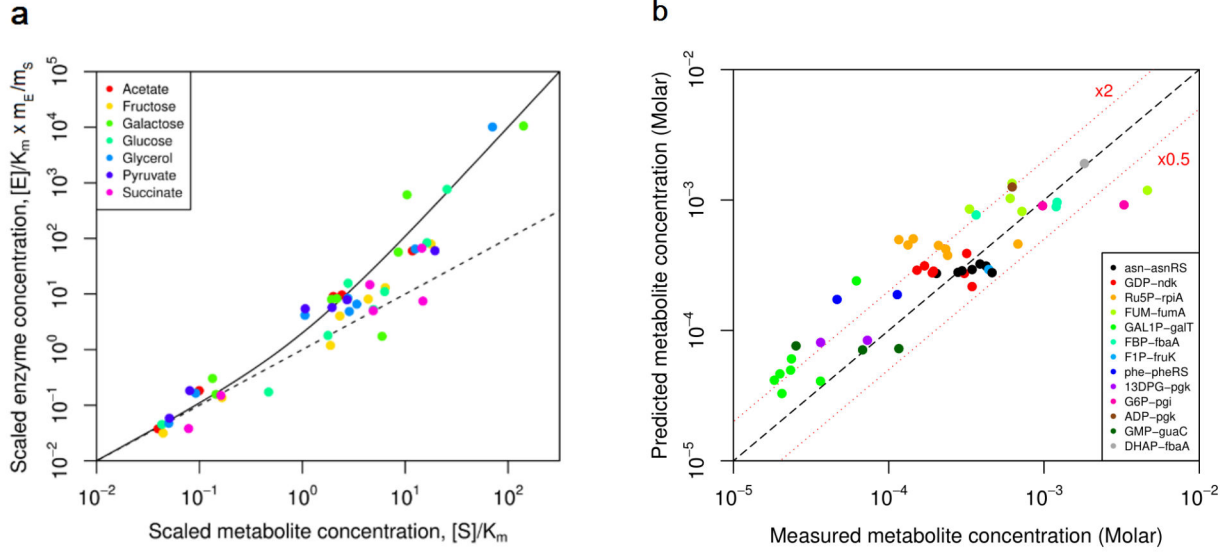 a
Scaled enzyme concentration, [E]/Km x mE/mS
10^5
10^4
10^3
10^2
10^1
10^0
10^−1
10^−2
Acetate
Fructose
Galactose
Glucose
Glycerol
Pyruvate
Succinate
10^−2 10^−1 10^0 10^1 10^2
Scaled metabolite concentration, [S]/Km
b
Predicted metabolite concentration (Molar)
10^−2
10^−3
10^−4
10^−5
x2
x0.5
asn−asnRS
GDP−ndk
Ru5P−rpiA
FUM−fumA
GAL1P−galT
FBP−fbaA
F1P−fruK
phe−pheRS
13DPG−pgk
G6P−pgi
ADP−pgk
GMP−guaC
DHAP−fbaA
10^−5 10^−4 10^−3 10^−2
Measured metabolite concentration (Molar)